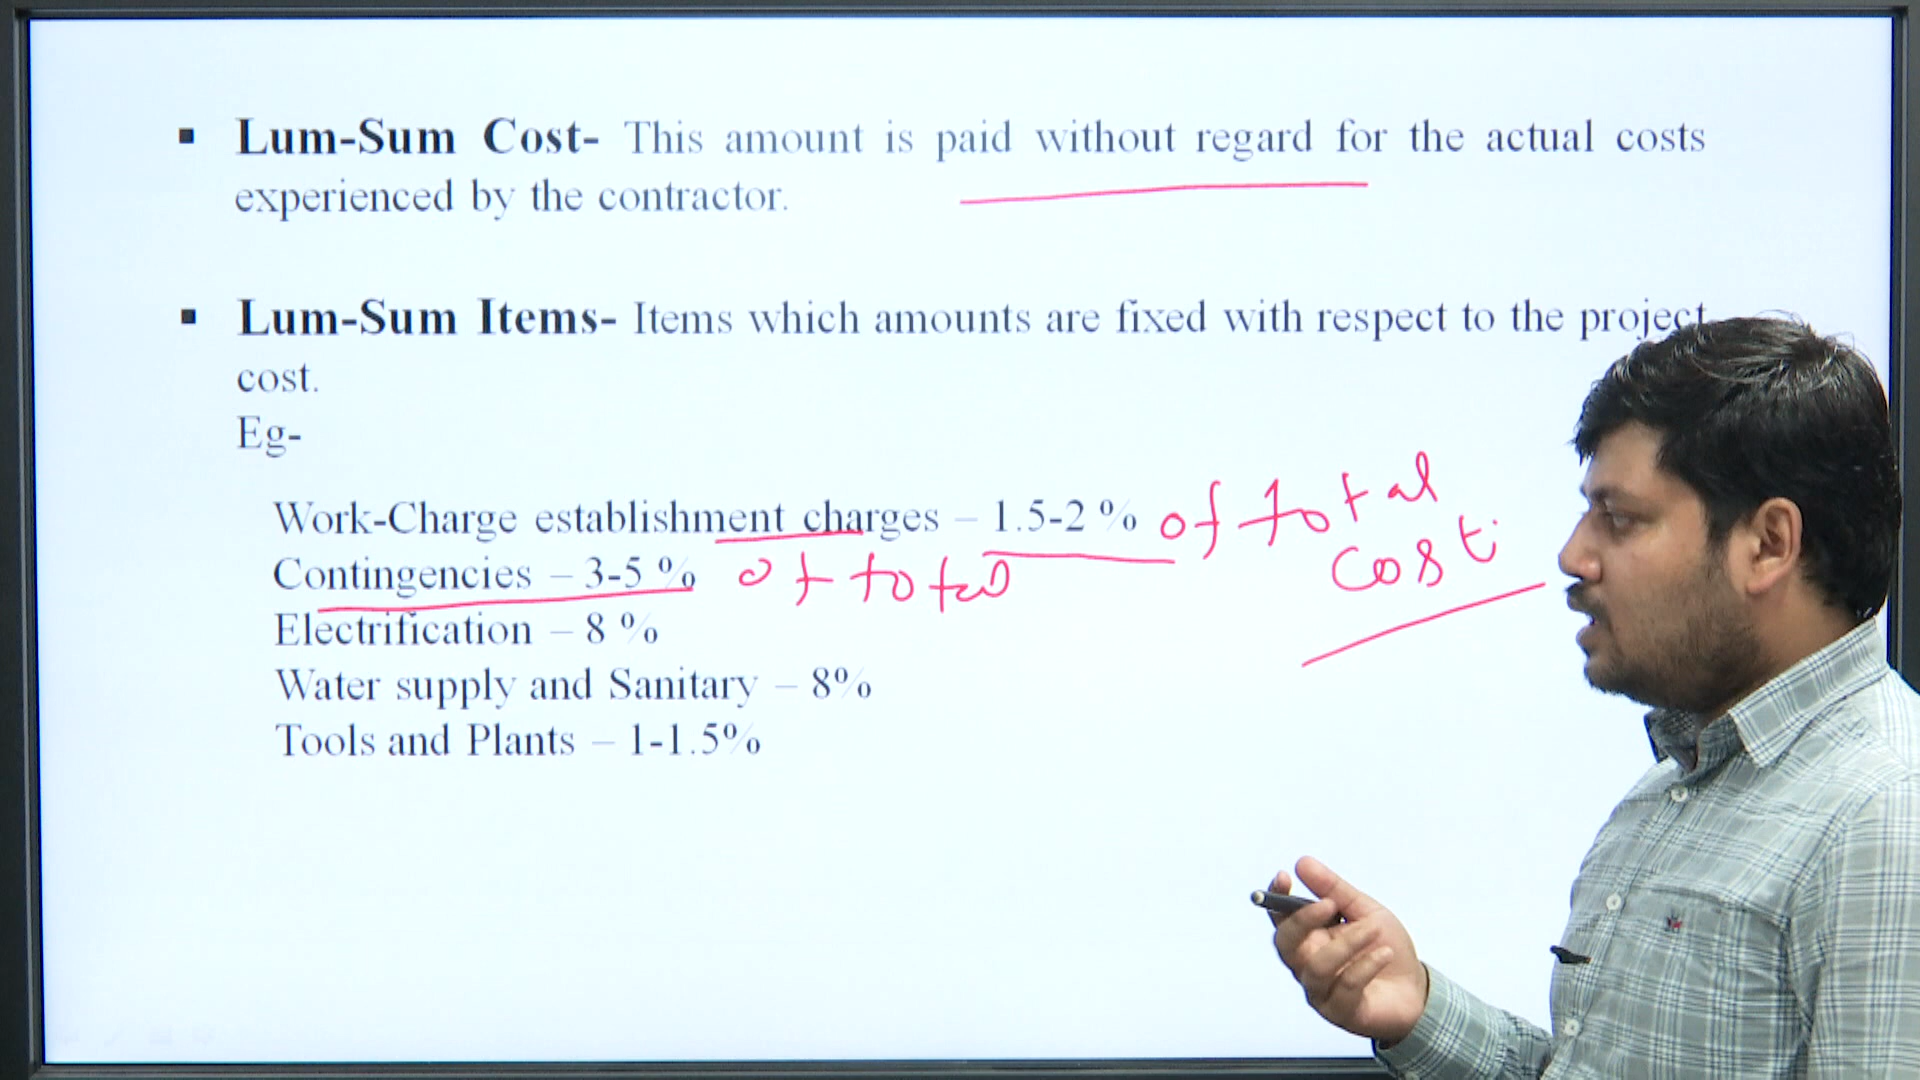 ▪ Lum-Sum Cost- This amount is paid without regard for the actual costs
experienced by the contractor.
▪ Lum-Sum Items- Items which amounts are fixed with respect to the project
cost.
Eg-
Work-Charge establishment charges – 1.5-2 % of total
cost
Contingencies – 3-5 % of total
Electrification – 8 %
Water supply and Sanitary – 8%
Tools and Plants – 1-1.5%